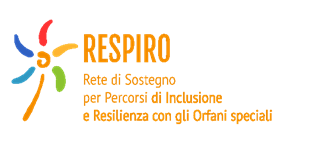 RESPIRO
Rete di Sostegno
per Percorsi di Inclusione
e Resilienza con gli Orfani speciali